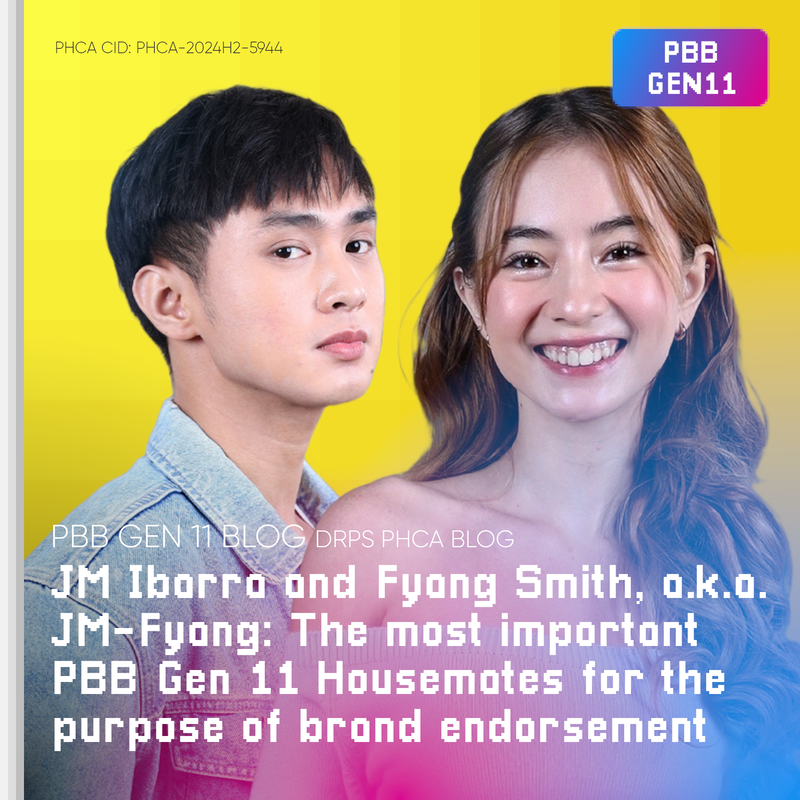 PHCA CID: PHCA-2024H2-5944
PBB
GEN11
PBB GEN 11 BLOG DRPS PHCA BLOG
JM Ibarra and Fyang Smith, a.k.a.
JM-Fyang: The most important
PBB Gen 11 Housemates for the
purpose of brand endorsement